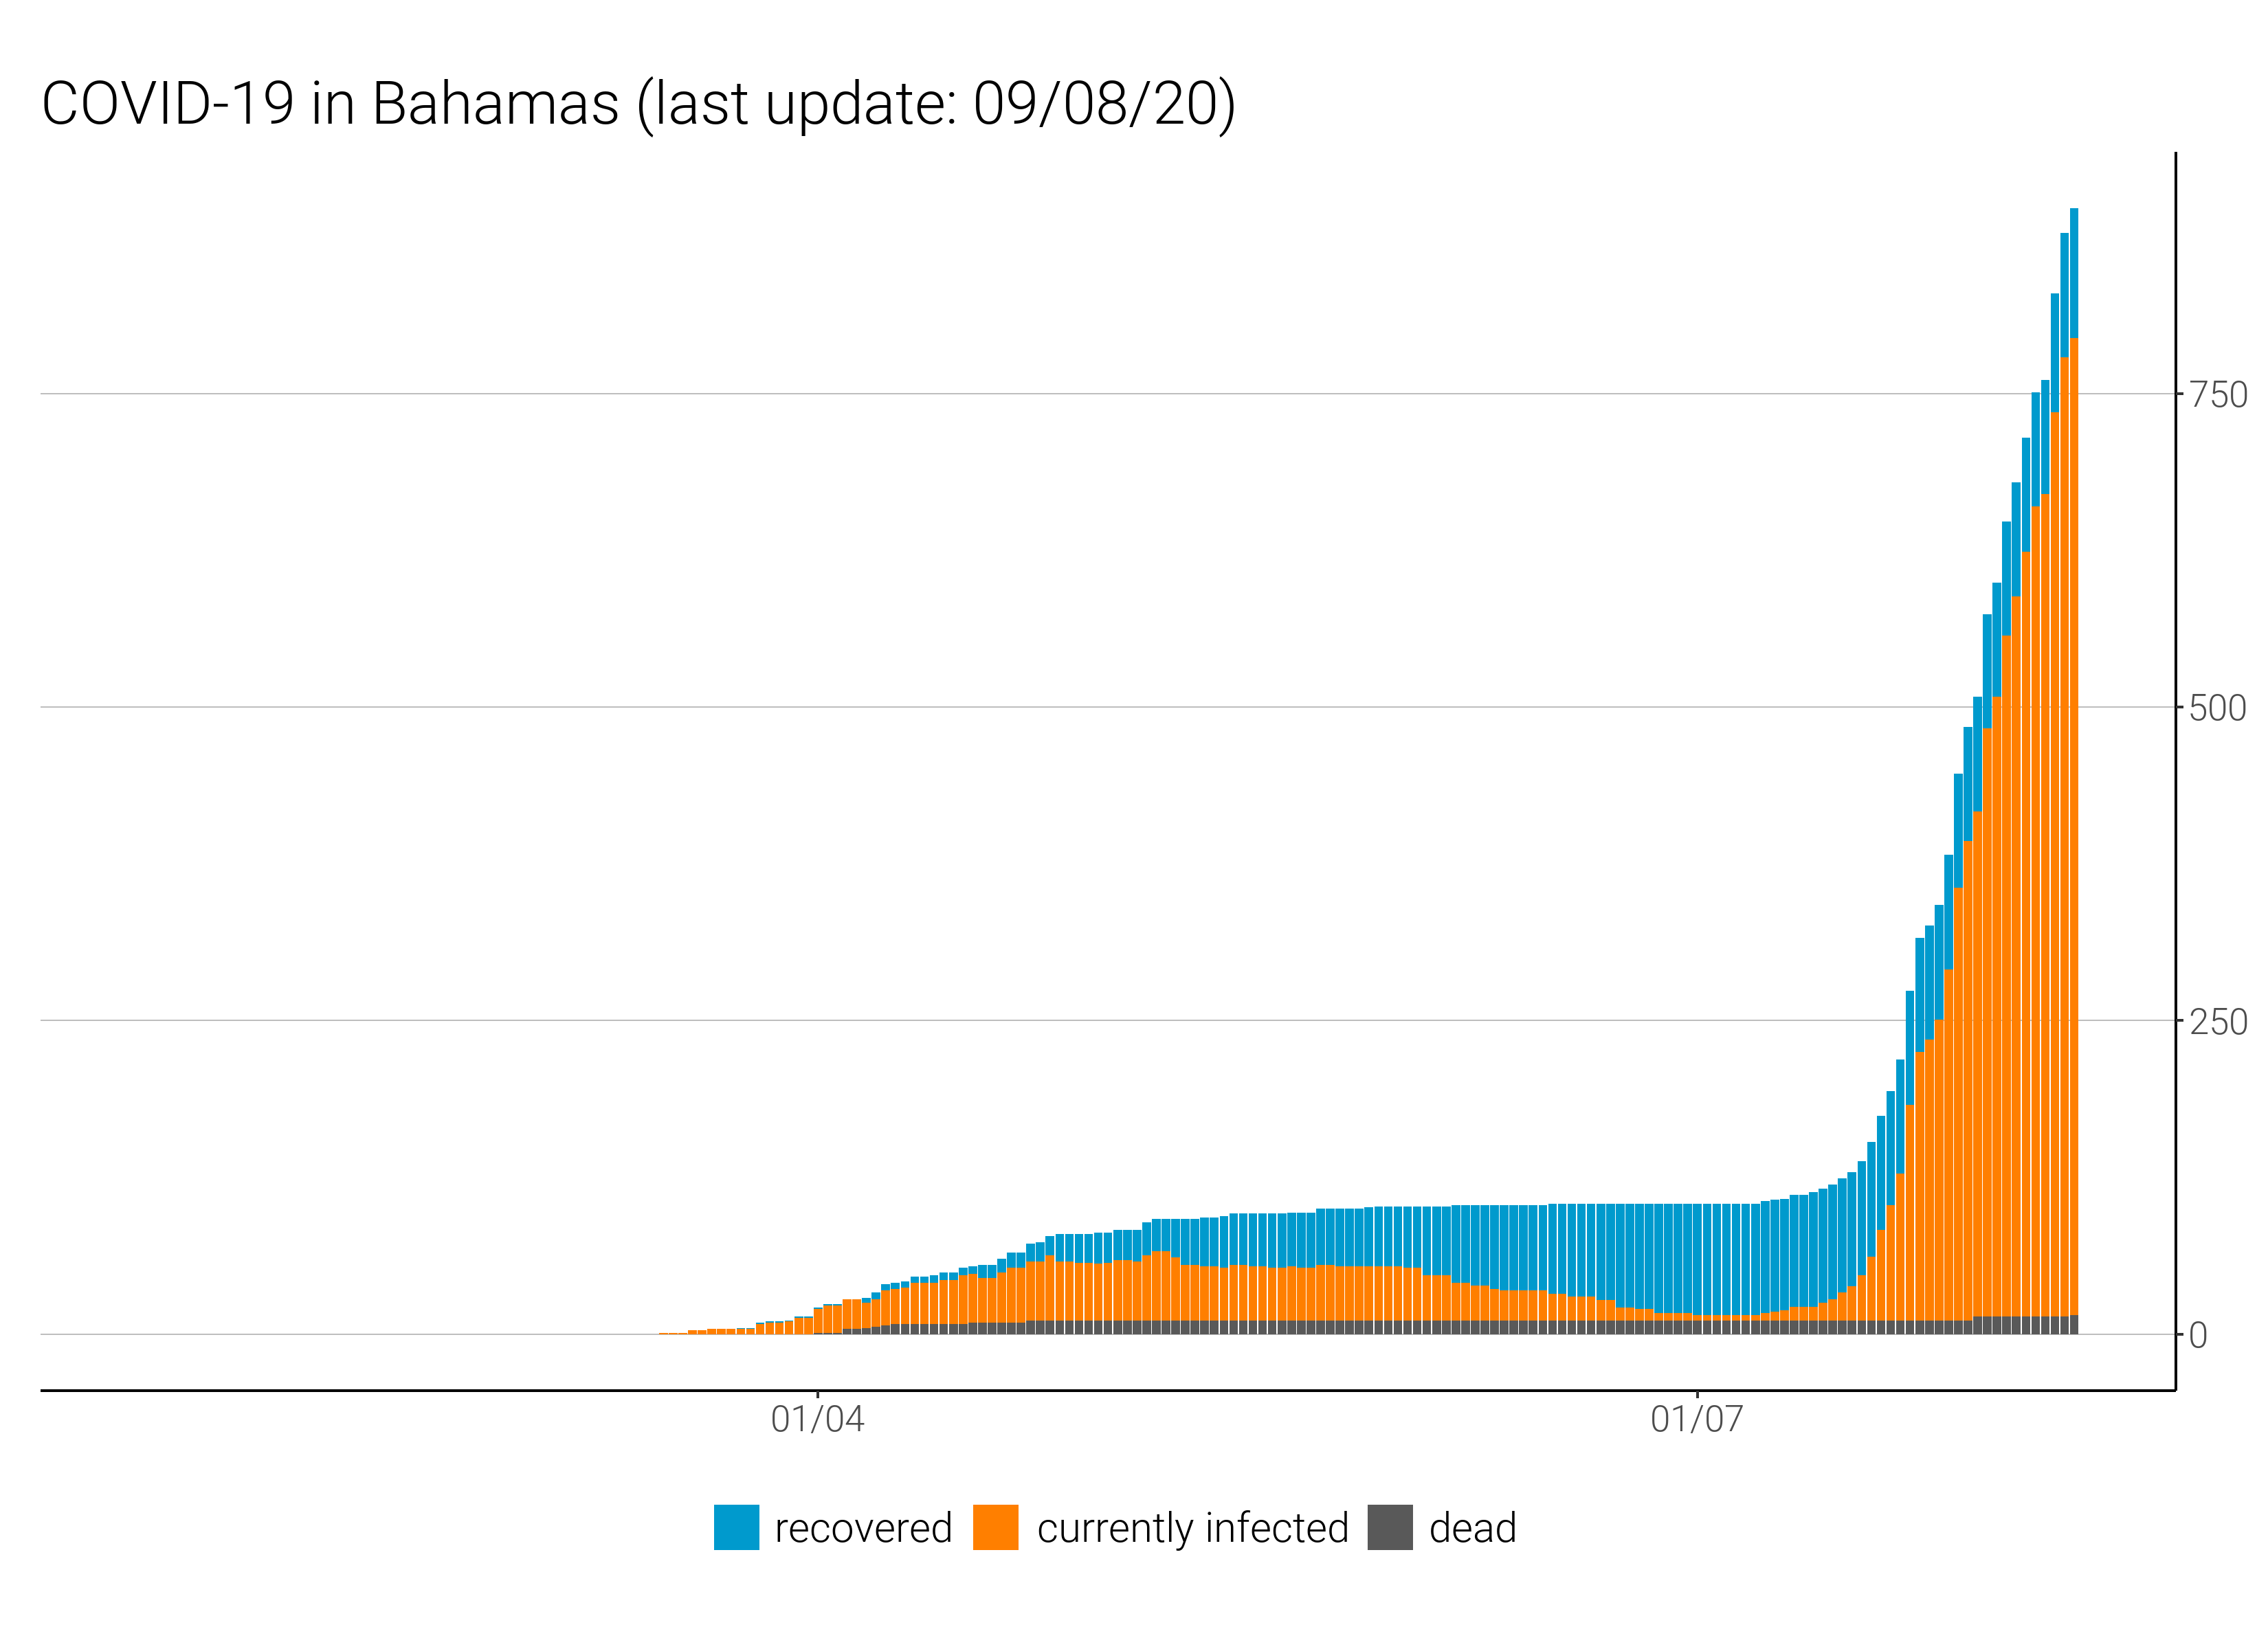 COVID-19 in Bahamas (last update: 09/08/20)
750
500
250
0
01/04 01/07
recovered currently infected dead